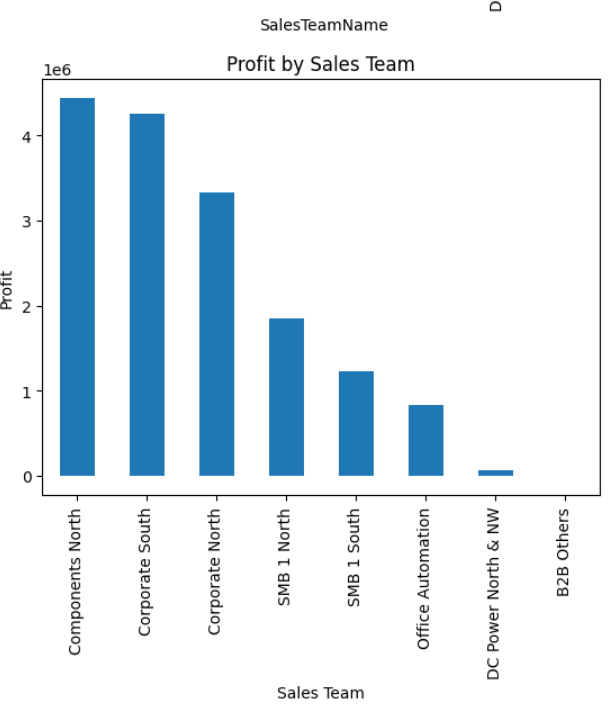 D
SalesTeamName
Profit by Sales Team
1e6
4
3
2
1
0
Profit
Components North
Corporate South
Corporate North
SMB 1 North
SMB 1 South
Office Automation
DC Power North & NW
B2B Others
Sales Team